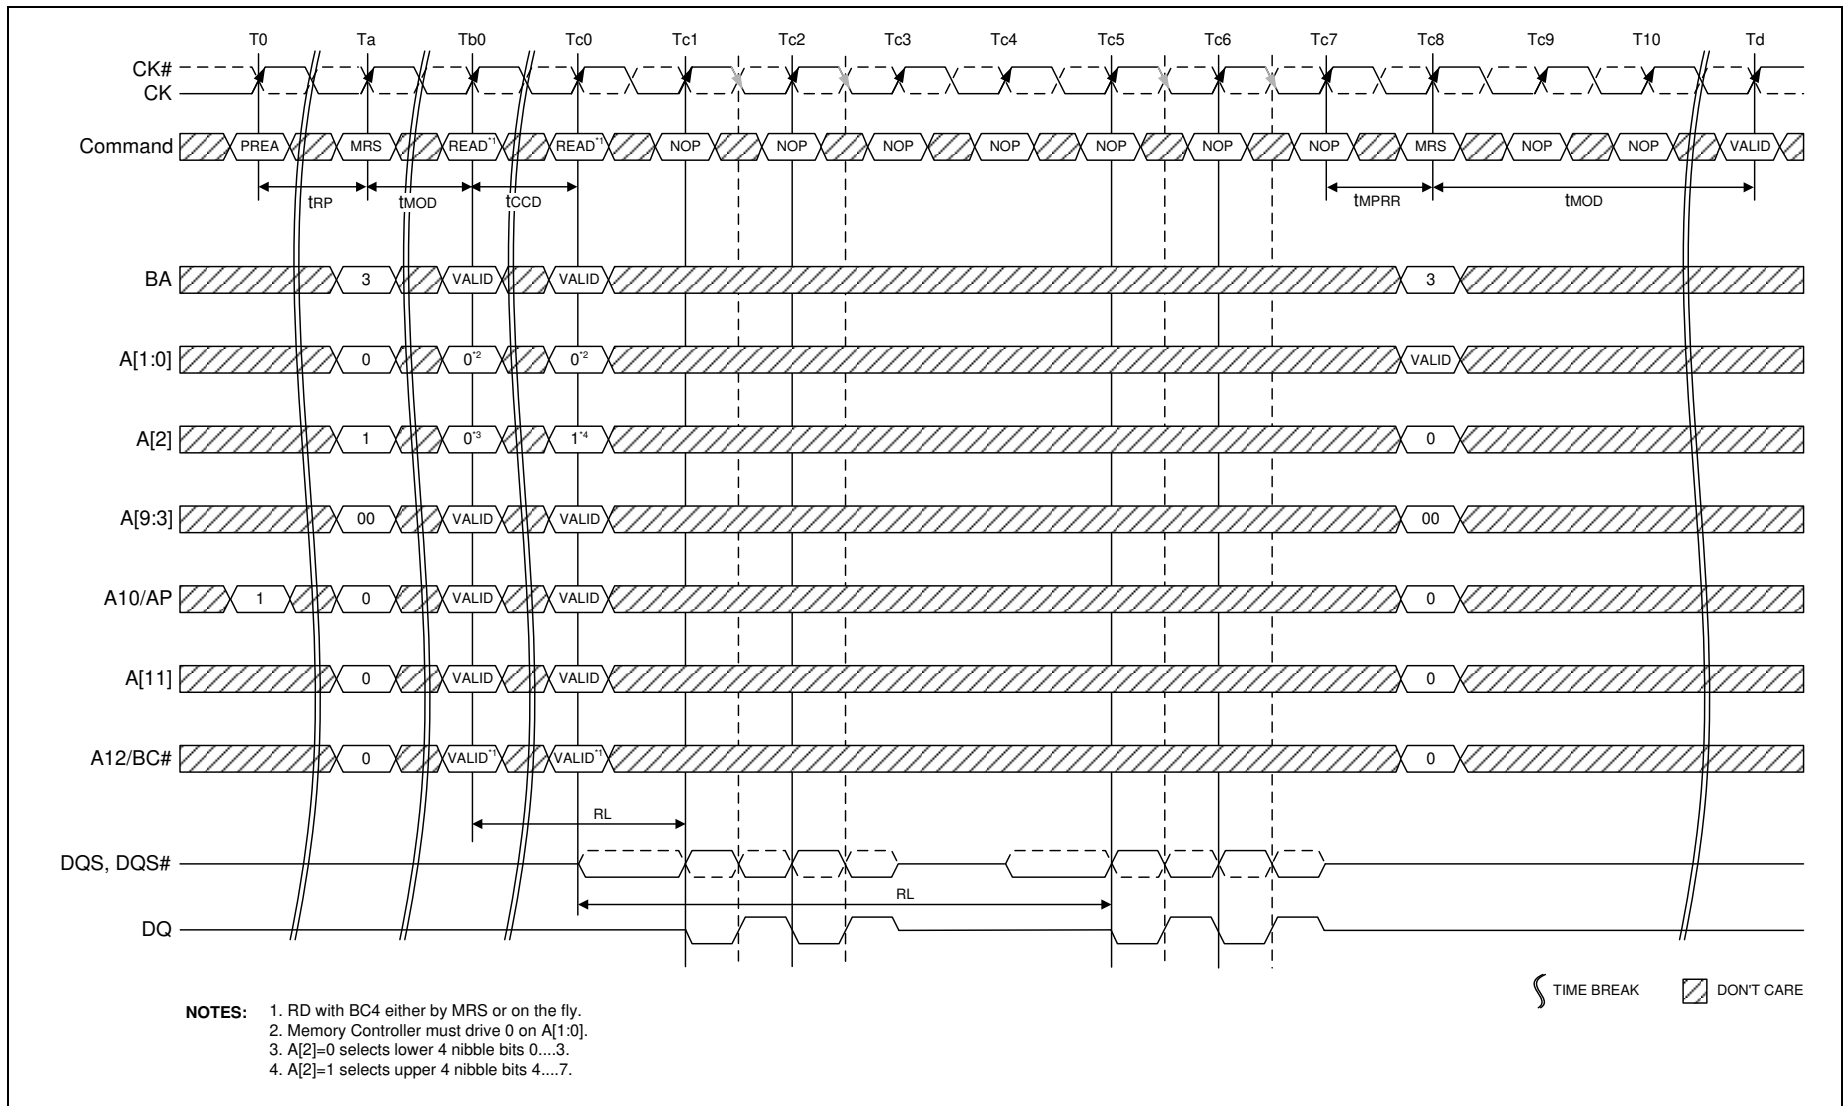 T0 Ta Tb0 Tc0 Tc1 Tc2 Tc3 Tc4 Tc5 Tc6 Tc7 Tc8 Tc9 T10 Td
CK#
CK
Command PREA MRS READ*1 READ*1 NOP NOP NOP NOP NOP NOP NOP MRS NOP NOP VALID
tRP tMOD tCCD tMPRR tMOD
BA 3 VALID VALID 3
A[1:0] 0 0*2 0*2 VALID
A[2] 1 0*3 1*4 0
A[9:3] 00 VALID VALID 00
A10/AP 1 0 VALID VALID 0
A[11] 0 VALID VALID 0
A12/BC# 0 VALID*1 VALID*1 0
RL
DQS, DQS#
RL
DQ
TIME BREAK DON'T CARE
NOTES: 1. RD with BC4 either by MRS or on the fly.
2. Memory Controller must drive 0 on A[1:0].
3. A[2]=0 selects lower 4 nibble bits 0....3.
4. A[2]=1 selects upper 4 nibble bits 4....7.